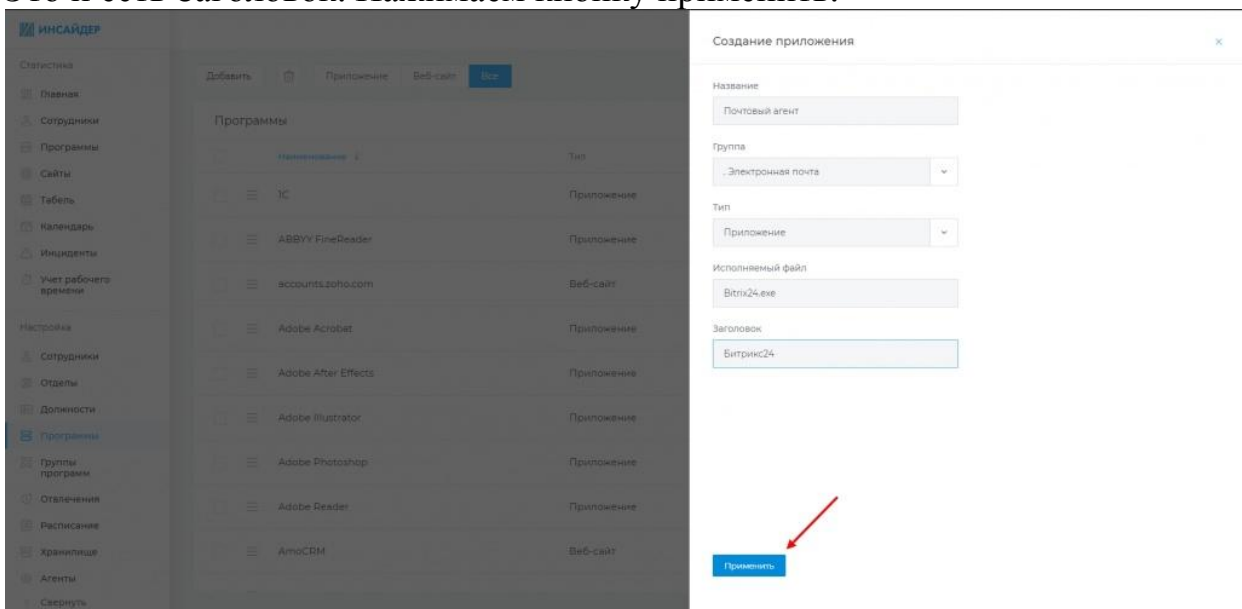 Это и есть заголовок. Нажимаем кнопку применить.
ИНСАЙДЕР
Статистика
Главная
Сотрудники
Программы
Сайты
Табель
Календарь
Инциденты
Учет рабочего
времени
Настройка
Сотрудники
Отделы
Должности
Программы
Группы
программ
Отвлечения
Расписание
Хранилище
Агенты
Свернуть
Добавить Приложение Веб-сайт Все
Программы
Наименование ↓ Тип
1C Приложение
ABBYY FineReader Приложение
accounts.zoho.com Веб-сайт
Adobe Acrobat Приложение
Adobe After Effects Приложение
Adobe Illustrator Приложение
Adobe Photoshop Приложение
Adobe Reader Приложение
AmoCRM Веб-сайт
Создание приложения ×
Название
Почтовый агент
Группа
. Электронная почта
Тип
Приложение
Исполняемый файл
Bitrix24.exe
Заголовок
Битрикс24
Применить